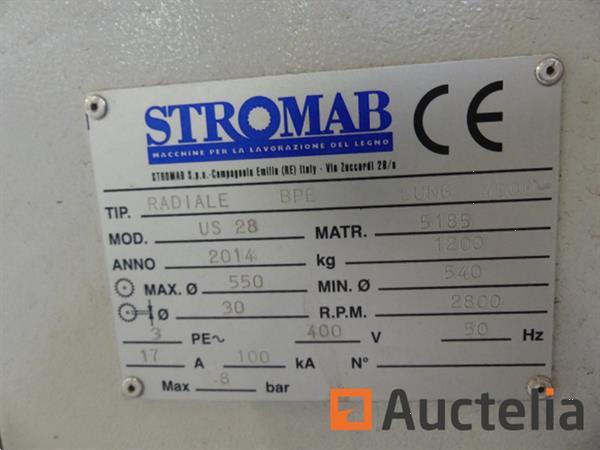 STROMAB CE
MACCHINE PER LA LAVORAZIONE DEL LEGNO
STROMAB S.p.a.-Campagnola Emilia (RE) Italy - Via Zuccardi 28/a
TIP. RADIALE BPE LUNG.
MOD. US 28 MATR. 5185
ANNO 2014 kg 1200
MAX. Ø 550 MIN. Ø 540
Ø 30 R.P.M. 2800
3 PE~ 400 V 50 Hz
17 A 100 kA N°
Max 8 bar
Auctelia